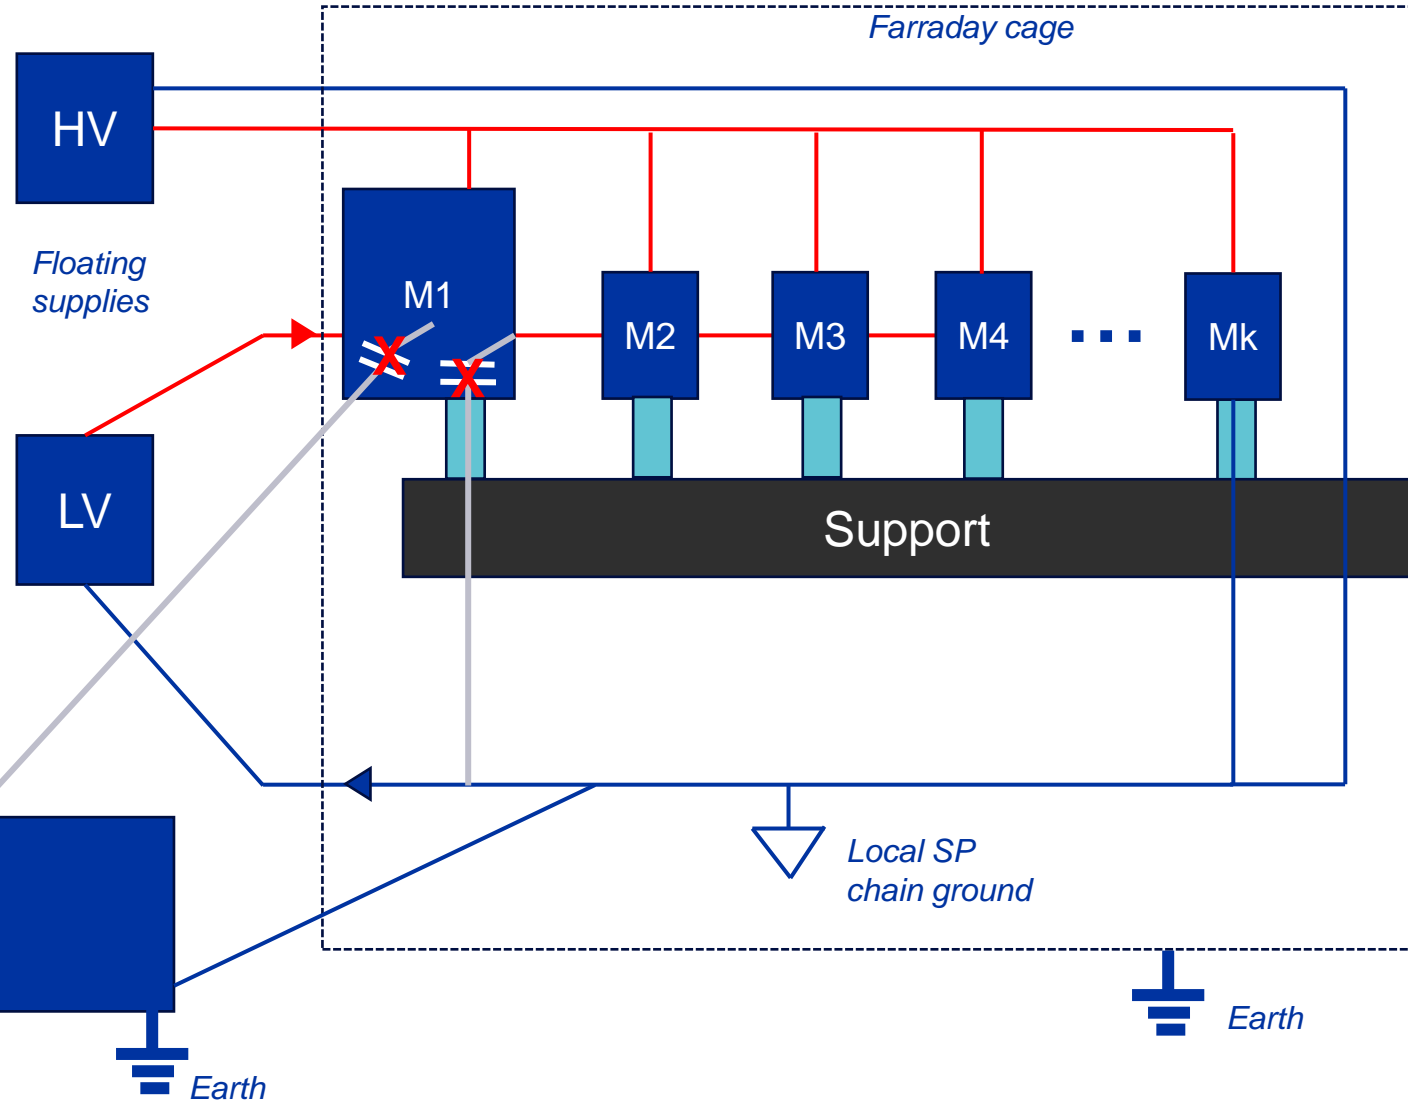 Farraday cage
HV
Floating
supplies
M1
M2
M3
M4
...
Mk
X
X
LV
Support
Local SP
chain ground
Earth
Earth